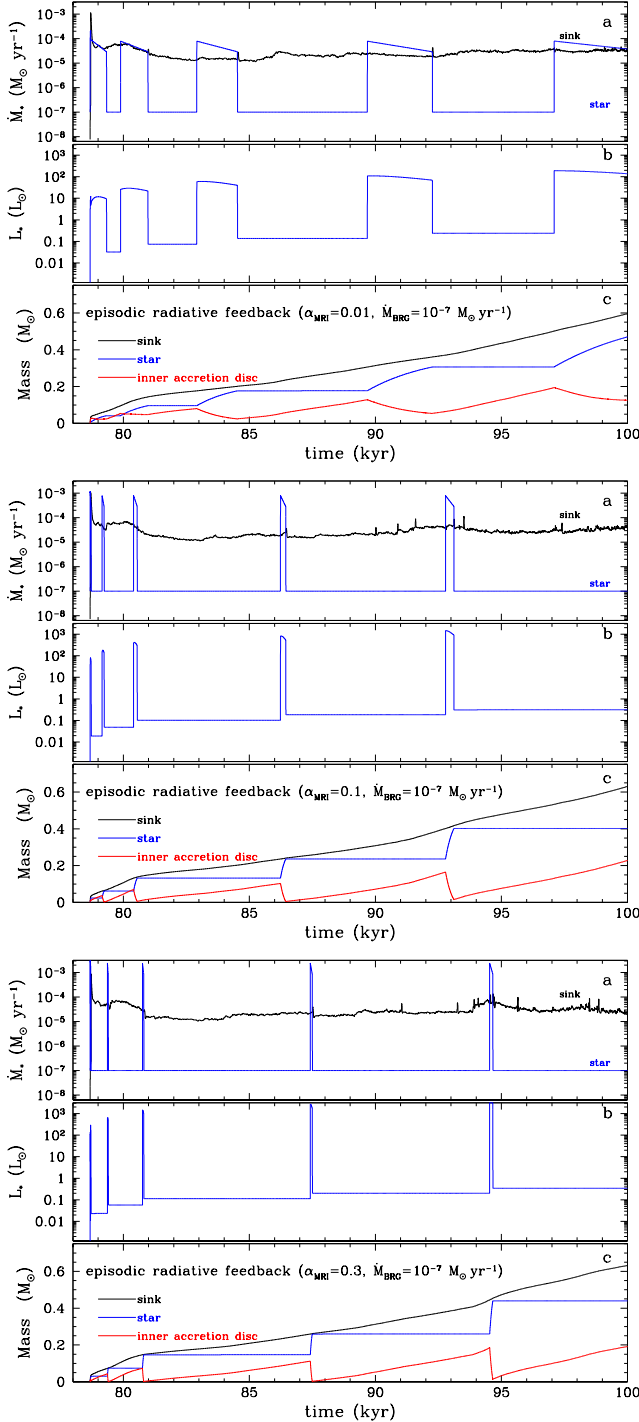 10⁻³
10⁻⁴
10⁻⁵
10⁻⁶
10⁻⁷
10⁻⁸
Ṁ⋆ (M⊙ yr⁻¹)
a
sink
star
10³
10²
10
1
0.1
0.01
L⋆ (L⊙)
b
0.6
0.4
0.2
0
Mass (M⊙)
c
episodic radiative feedback (α_MRI=0.01, Ṁ_BRG=10⁻⁷ M⊙ yr⁻¹)
sink
star
inner accretion disc
80 85 90 95 100
time (kyr)
10⁻³
10⁻⁴
10⁻⁵
10⁻⁶
10⁻⁷
10⁻⁸
Ṁ⋆ (M⊙ yr⁻¹)
a
sink
star
10³
10²
10
1
0.1
0.01
L⋆ (L⊙)
b
0.6
0.4
0.2
0
Mass (M⊙)
c
episodic radiative feedback (α_MRI=0.1, Ṁ_BRG=10⁻⁷ M⊙ yr⁻¹)
sink
star
inner accretion disc
80 85 90 95 100
time (kyr)
10⁻³
10⁻⁴
10⁻⁵
10⁻⁶
10⁻⁷
10⁻⁸
Ṁ⋆ (M⊙ yr⁻¹)
a
sink
star
10³
10²
10
1
0.1
0.01
L⋆ (L⊙)
b
0.6
0.4
0.2
0
Mass (M⊙)
c
episodic radiative feedback (α_MRI=0.3, Ṁ_BRG=10⁻⁷ M⊙ yr⁻¹)
sink
star
inner accretion disc
80 85 90 95 100
time (kyr)